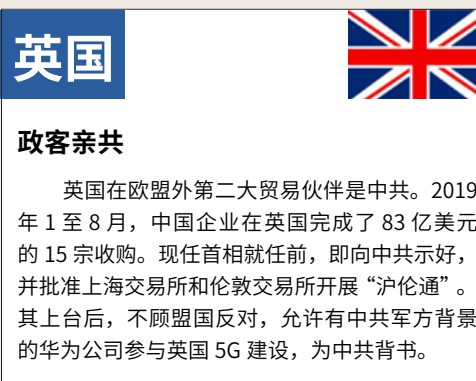 英国
政客亲共
英国在欧盟外第二大贸易伙伴是中共。2019
年 1 至 8 月，中国企业在英国完成了 83 亿美元
的 15 宗收购。现任首相就任前，即向中共示好，
并批准上海交易所和伦敦交易所开展“沪伦通”。
其上台后，不顾盟国反对，允许有中共军方背景
的华为公司参与英国 5G 建设，为中共背书。